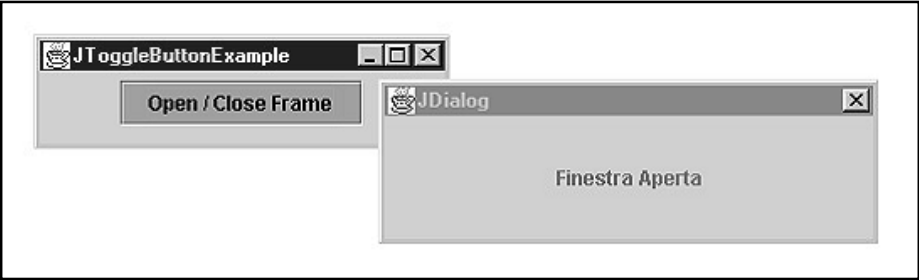 JToggleButtonExample
Open / Close Frame
JDialog
Finestra Aperta